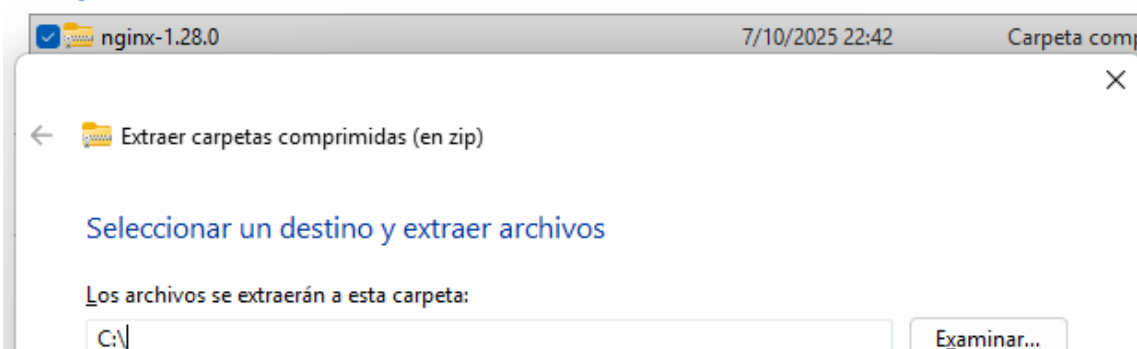 nginx-1.28.0 7/10/2025 22:42 Carpeta comp
Extraer carpetas comprimidas (en zip)
Seleccionar un destino y extraer archivos
Los archivos se extraerán a esta carpeta:
C:\ Examinar...